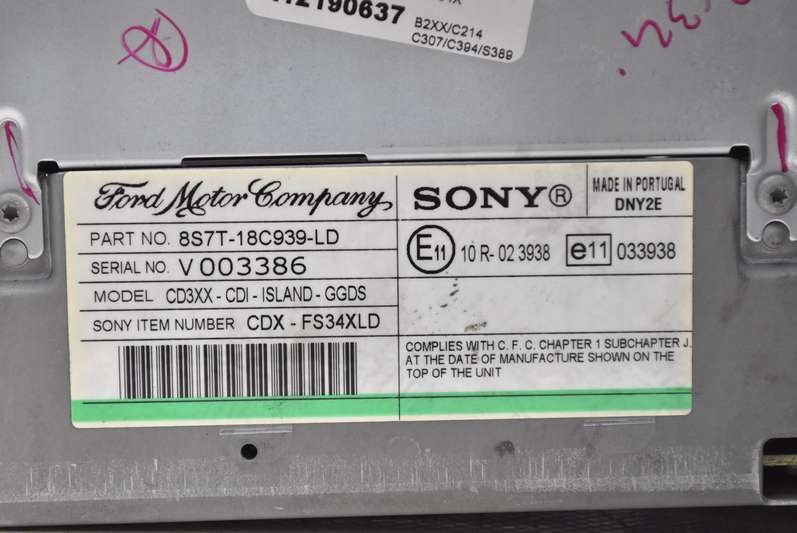 B2XX/C214
C307/C394/S389
Ford Motor Company
PART NO. 8S7T-18C939-LD
SERIAL NO. V 003386
MODEL CD3XX - CDI - ISLAND - GGDS
SONY ITEM NUMBER CDX - FS34XLD
SONY ®
MADE IN PORTUGAL
DNY2E
E11 10 R- 02 3938 e11 033938
COMPLIES WITH C. F. C. CHAPTER 1 SUBCHAPTER J.
AT THE DATE OF MANUFACTURE SHOWN ON THE
TOP OF THE UNIT